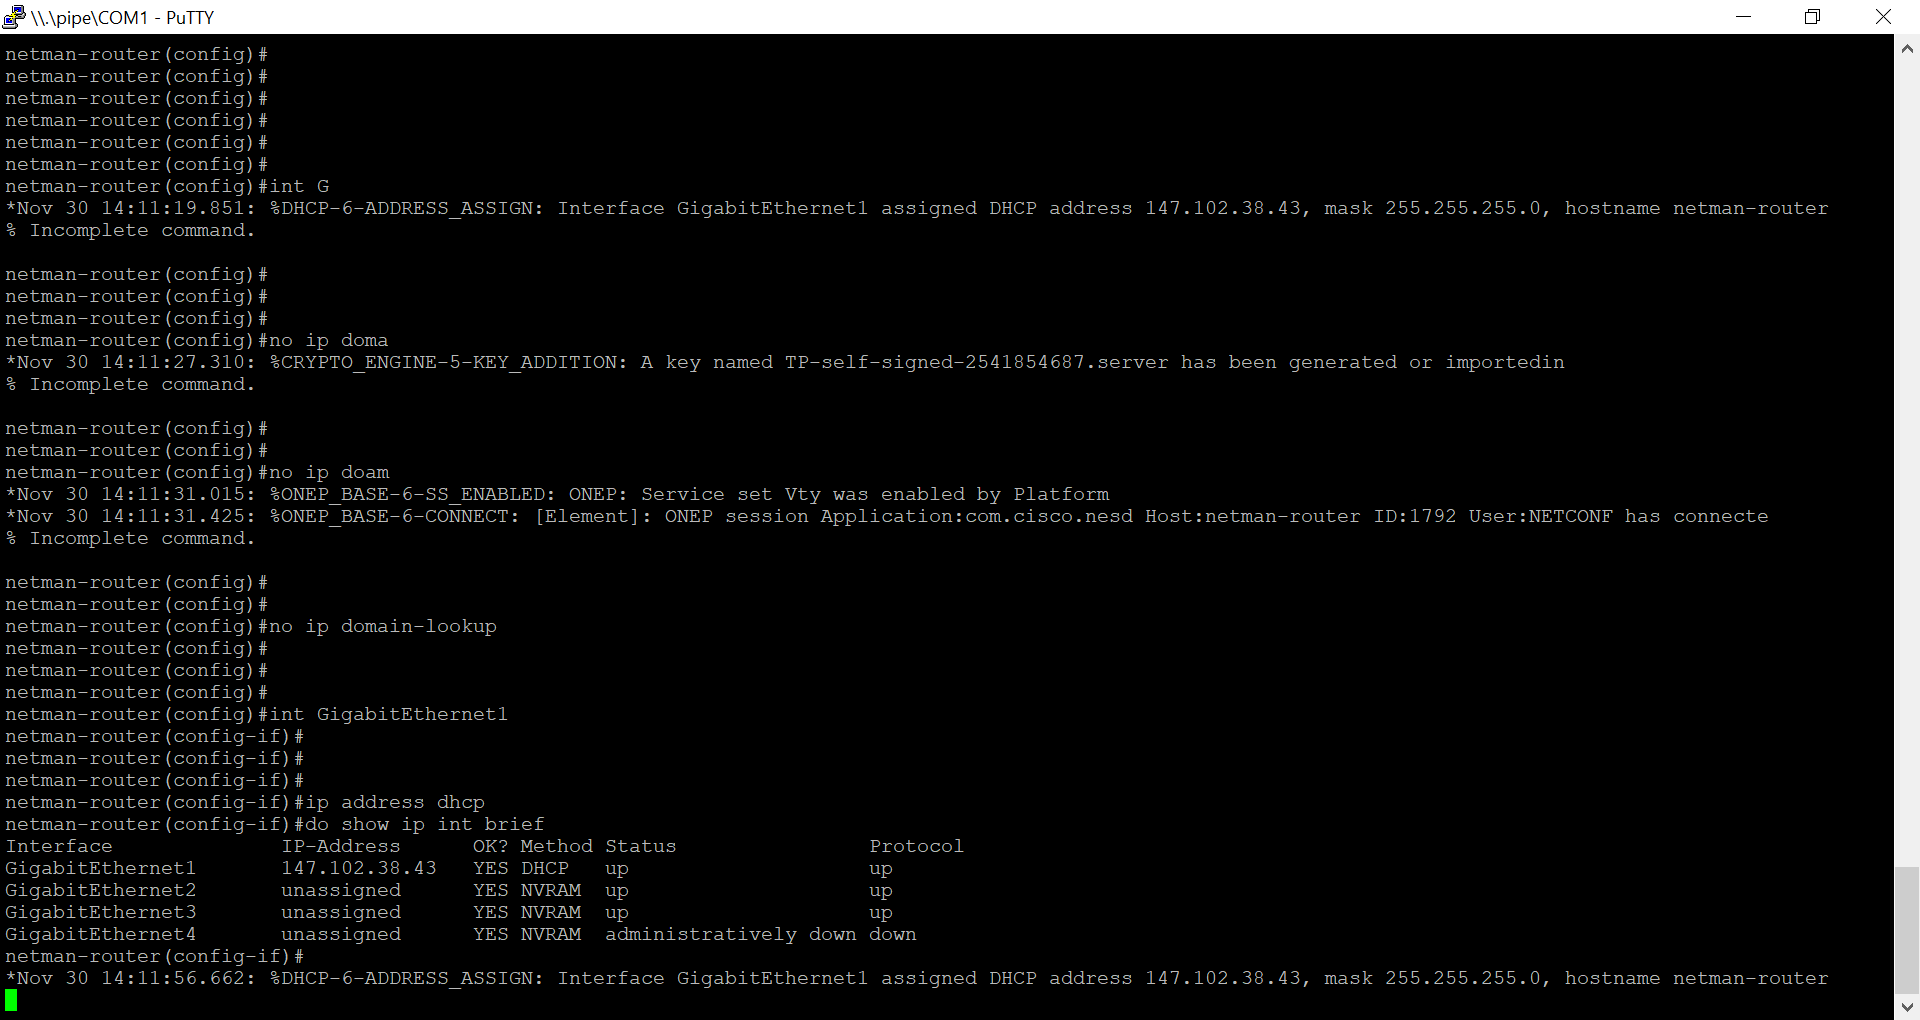 \\.\pipe\COM1 - PuTTY
netman-router(config)#
netman-router(config)#
netman-router(config)#
netman-router(config)#
netman-router(config)#
netman-router(config)#
netman-router(config)#int G
*Nov 30 14:11:19.851: %DHCP-6-ADDRESS_ASSIGN: Interface GigabitEthernet1 assigned DHCP address 147.102.38.43, mask 255.255.255.0, hostname netman-router
% Incomplete command.
netman-router(config)#
netman-router(config)#
netman-router(config)#
netman-router(config)#no ip doma
*Nov 30 14:11:27.310: %CRYPTO_ENGINE-5-KEY_ADDITION: A key named TP-self-signed-2541854687.server has been generated or importedin
% Incomplete command.
netman-router(config)#
netman-router(config)#
netman-router(config)#no ip doam
*Nov 30 14:11:31.015: %ONEP_BASE-6-SS_ENABLED: ONEP: Service set Vty was enabled by Platform
*Nov 30 14:11:31.425: %ONEP_BASE-6-CONNECT: [Element]: ONEP session Application:com.cisco.nesd Host:netman-router ID:1792 User:NETCONF has connecte
% Incomplete command.
netman-router(config)#
netman-router(config)#
netman-router(config)#no ip domain-lookup
netman-router(config)#
netman-router(config)#
netman-router(config)#
netman-router(config)#int GigabitEthernet1
netman-router(config-if)#
netman-router(config-if)#
netman-router(config-if)#
netman-router(config-if)#ip address dhcp
netman-router(config-if)#do show ip int brief
Interface              IP-Address      OK? Method Status                Protocol
GigabitEthernet1       147.102.38.43   YES DHCP   up                    up
GigabitEthernet2       unassigned      YES NVRAM  up                    up
GigabitEthernet3       unassigned      YES NVRAM  up                    up
GigabitEthernet4       unassigned      YES NVRAM  administratively down down
netman-router(config-if)#
*Nov 30 14:11:56.662: %DHCP-6-ADDRESS_ASSIGN: Interface GigabitEthernet1 assigned DHCP address 147.102.38.43, mask 255.255.255.0, hostname netman-router